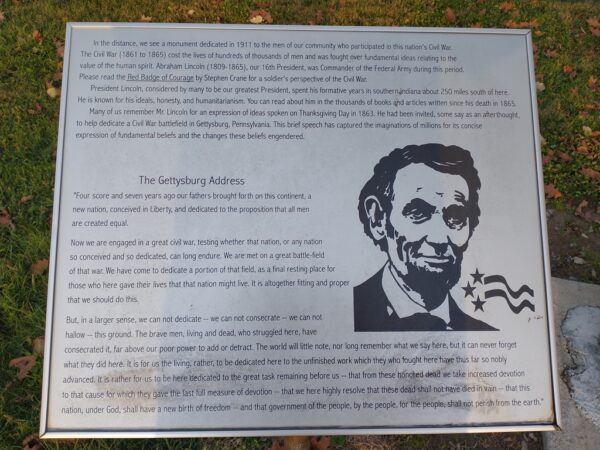 In the distance, we see a monument dedicated in 1911 to the men of our community who participated in this nation's Civil War.
The Civil War (1861 to 1865) cost the lives of hundreds of thousands of men and was fought over fundamental ideas relating to the
value of the human spirit. Abraham Lincoln (1809-1865), our 16th President, was Commander of the Federal Army during this period.
Please read the Red Badge of Courage by Stephen Crane for a soldier's perspective of the Civil War.
President Lincoln, considered by many to be our greatest President, spent his formative years in southern Indiana about 250 miles south of here.
He is known for his ideals, honesty, and humanitarianism. You can read about him in the thousands of books and articles written since his death in 1865.
Many of us remember Mr. Lincoln for an expression of ideas spoken on Thanksgiving Day in 1863. He had been invited, some say as an afterthought,
to help dedicate a Civil War battlefield in Gettysburg, Pennsylvania. This brief speech has captured the imaginations of millions for its concise
expression of fundamental beliefs and the changes these beliefs engendered.
The Gettysburg Address
"Four score and seven years ago our fathers brought forth on this continent, a
new nation, conceived in Liberty, and dedicated to the proposition that all men
are created equal.
Now we are engaged in a great civil war, testing whether that nation, or any nation
so conceived and so dedicated, can long endure. We are met on a great battle-field
of that war. We have come to dedicate a portion of that field, as a final resting place for
those who here gave their lives that that nation might live. It is altogether fitting and proper
that we should do this.
But, in a larger sense, we can not dedicate -- we can not consecrate -- we can not
hallow -- this ground. The brave men, living and dead, who struggled here, have
consecrated it, far above our poor power to add or detract. The world will little note, nor long remember what we say here, but it can never forget
what they did here. It is for us the living, rather, to be dedicated here to the unfinished work which they who fought here have thus far so nobly
advanced. It is rather for us to be here dedicated to the great task remaining before us -- that from these honored dead we take increased devotion
to that cause for which they gave the last full measure of devotion -- that we here highly resolve that these dead shall not have died in vain -- that this
nation, under God, shall have a new birth of freedom -- and that government of the people, by the people, for the people, shall not perish from the earth."